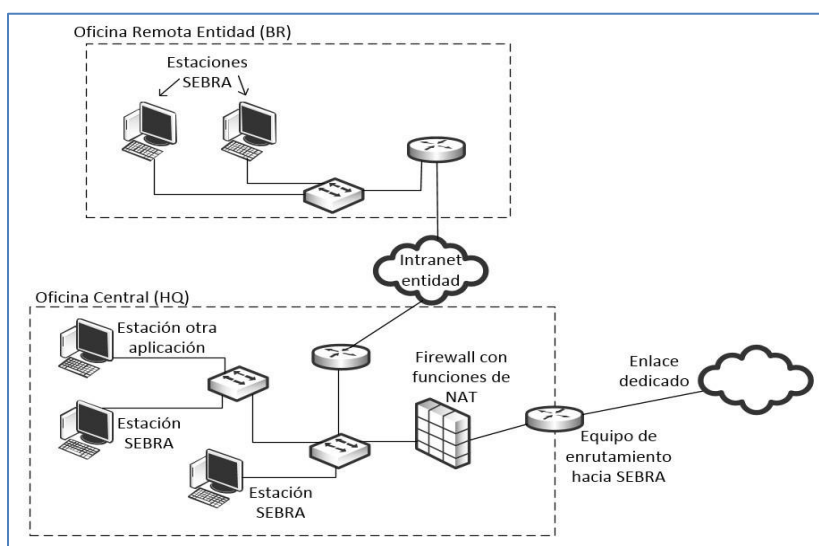 Oficina Remota Entidad (BR)
Estaciones
SEBRA
Intranet
entidad
Oficina Central (HQ)
Estación otra
aplicación
Firewall con
funciones de
NAT
Enlace
dedicado
Estación
SEBRA
Estación
SEBRA
Equipo de
enrutamiento
hacia SEBRA